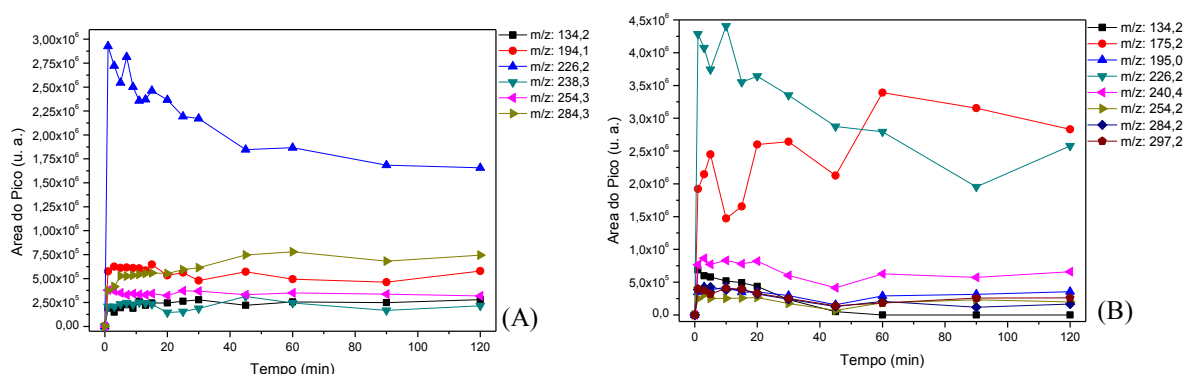 3,00x10⁶
2,75x10⁶
2,50x10⁶
2,25x10⁶
2,00x10⁶
1,75x10⁶
1,50x10⁶
1,25x10⁶
1,00x10⁶
7,50x10⁵
5,00x10⁵
2,50x10⁵
0,00
Area do Pico (u. a.)
0 20 40 60 80 100 120
Tempo (min)
m/z: 134,2
m/z: 194,1
m/z: 226,2
m/z: 238,3
m/z: 254,3
m/z: 284,3
(A)
4,5x10⁶
4,0x10⁶
3,5x10⁶
3,0x10⁶
2,5x10⁶
2,0x10⁶
1,5x10⁶
1,0x10⁶
5,0x10⁵
0,0
Area do Pico (u. a.)
0 20 40 60 80 100 120
Tempo (min)
m/z: 134,2
m/z: 175,2
m/z: 195,0
m/z: 226,2
m/z: 240,4
m/z: 254,2
m/z: 284,2
m/z: 297,2
(B)